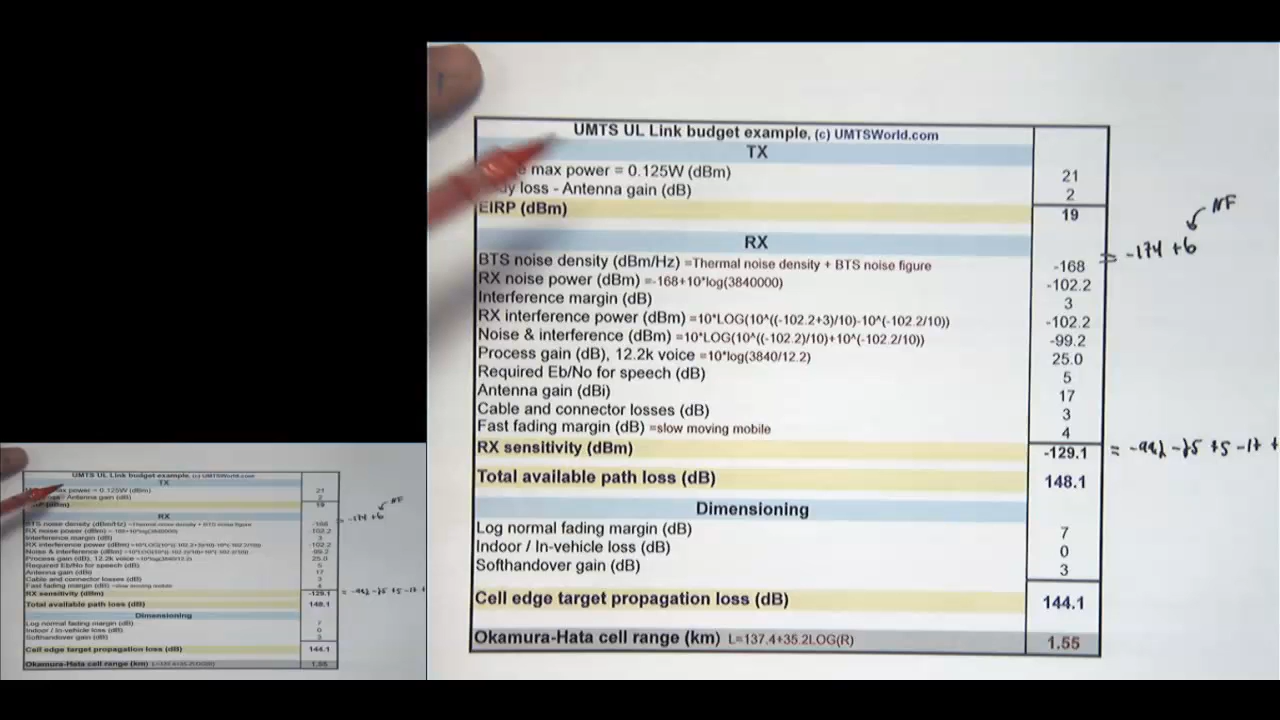 UMTS UL Link budget example, (c) UMTSWorld.com
TX
max power = 0.125W (dBm) 21
loss - Antenna gain (dB) 2
EIRP (dBm) 19
NF
RX
BTS noise density (dBm/Hz) =Thermal noise density + BTS noise figure -168 = -174 +6
RX noise power (dBm) =-168+10*log(3840000) -102.2
Interference margin (dB) 3
RX interference power (dBm) =10*LOG(10^((-102.2+3)/10)-10^(-102.2/10)) -102.2
Noise & interference (dBm) =10*LOG(10^((-102.2)/10)+10^(-102.2/10)) -99.2
Process gain (dB), 12.2k voice =10*log(3840/12.2) 25.0
Required Eb/No for speech (dB) 5
Antenna gain (dBi) 17
Cable and connector losses (dB) 3
Fast fading margin (dB) =slow moving mobile 4
RX sensitivity (dBm) -129.1 = -992 -25 +5 -17 +
Total available path loss (dB) 148.1
Dimensioning
Log normal fading margin (dB) 7
Indoor / In-vehicle loss (dB) 0
Softhandover gain (dB) 3
Cell edge target propagation loss (dB) 144.1
Okamura-Hata cell range (km) L=137.4+35.2LOG(R) 1.55